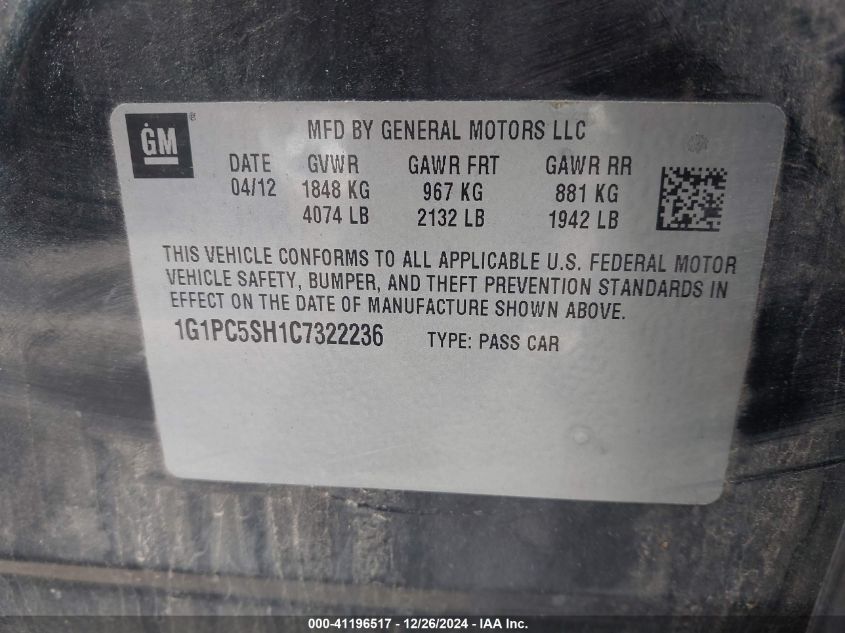 GM ®
MFD BY GENERAL MOTORS LLC
DATE GVWR GAWR FRT GAWR RR
04/12 1848 KG 967 KG 881 KG
4074 LB 2132 LB 1942 LB
THIS VEHICLE CONFORMS TO ALL APPLICABLE U.S. FEDERAL MOTOR
VEHICLE SAFETY, BUMPER, AND THEFT PREVENTION STANDARDS IN
EFFECT ON THE DATE OF MANUFACTURE SHOWN ABOVE.
1G1PC5SH1C7322236 TYPE: PASS CAR
000-41196517 - 12/26/2024 - IAA Inc.